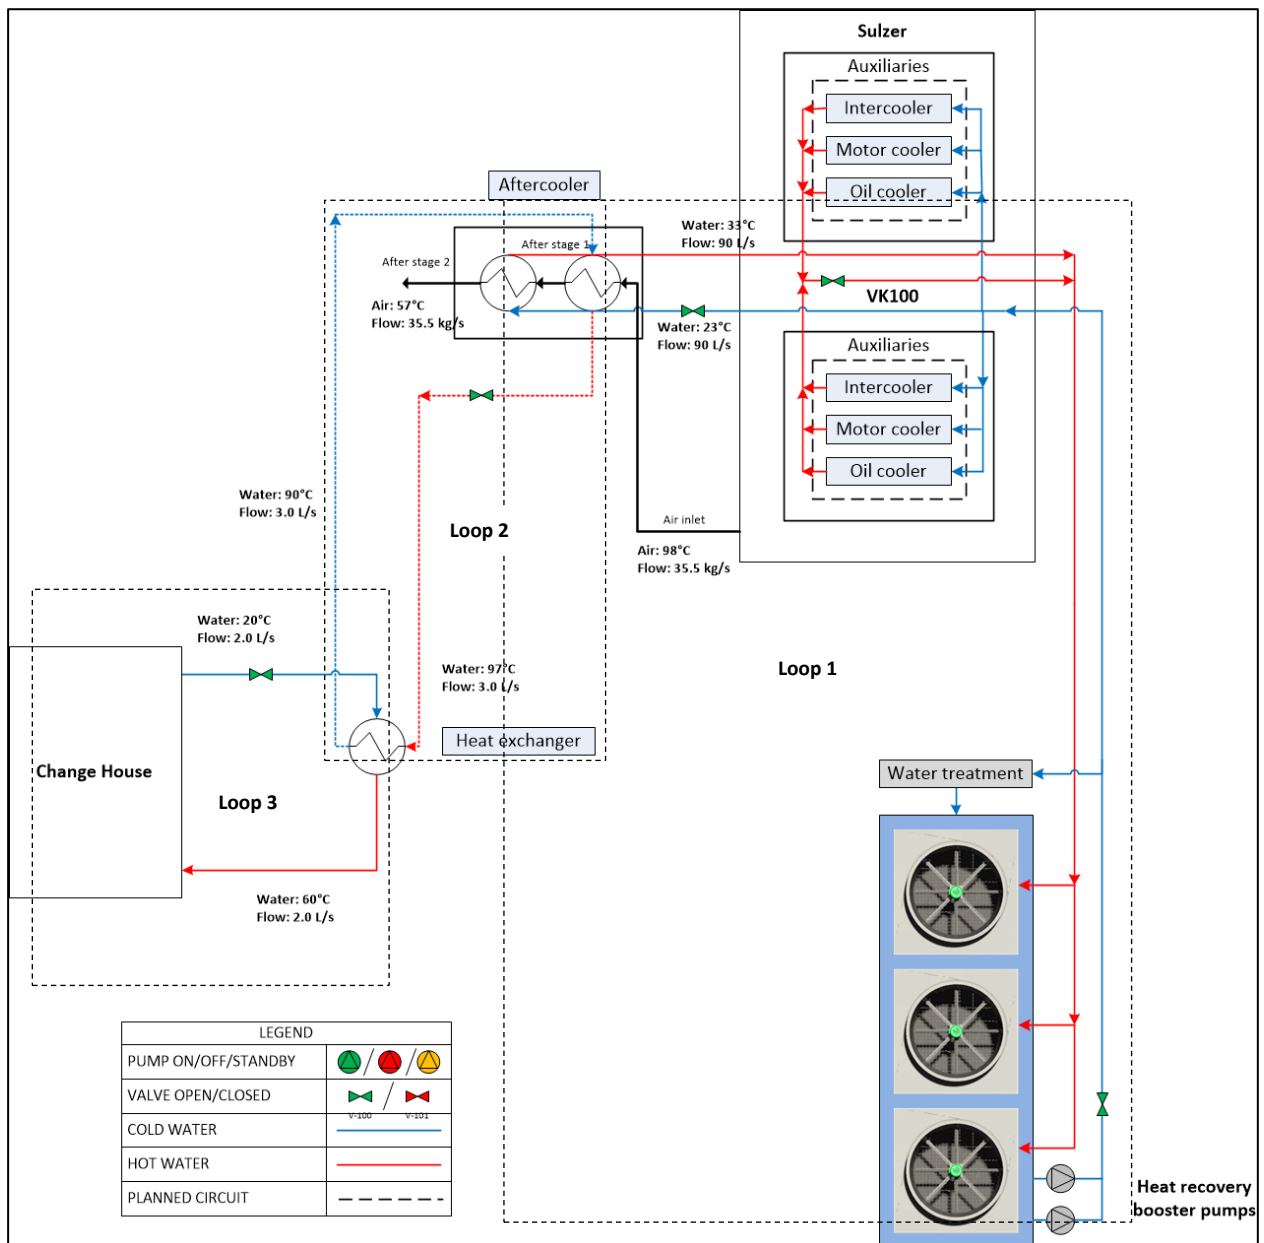 Sulzer
Auxiliaries
Intercooler
Motor cooler
Oil cooler
Aftercooler
Water: 33°C
Flow: 90 L/s
After stage 1
After stage 2
Air: 57°C
Flow: 35.5 kg/s
VK100
Water: 23°C
Flow: 90 L/s
Auxiliaries
Intercooler
Motor cooler
Oil cooler
Water: 90°C
Flow: 3.0 L/s
Loop 2
Air inlet
Air: 98°C
Flow: 35.5 kg/s
Water: 20°C
Flow: 2.0 L/s
Water: 97°C
Flow: 3.0 L/s
Loop 1
Heat exchanger
Change House
Loop 3
Water treatment
Water: 60°C
Flow: 2.0 L/s
LEGEND
PUMP ON/OFF/STANDBY
VALVE OPEN/CLOSED
V-100
V-101
COLD WATER
HOT WATER
PLANNED CIRCUIT
Heat recovery
booster pumps